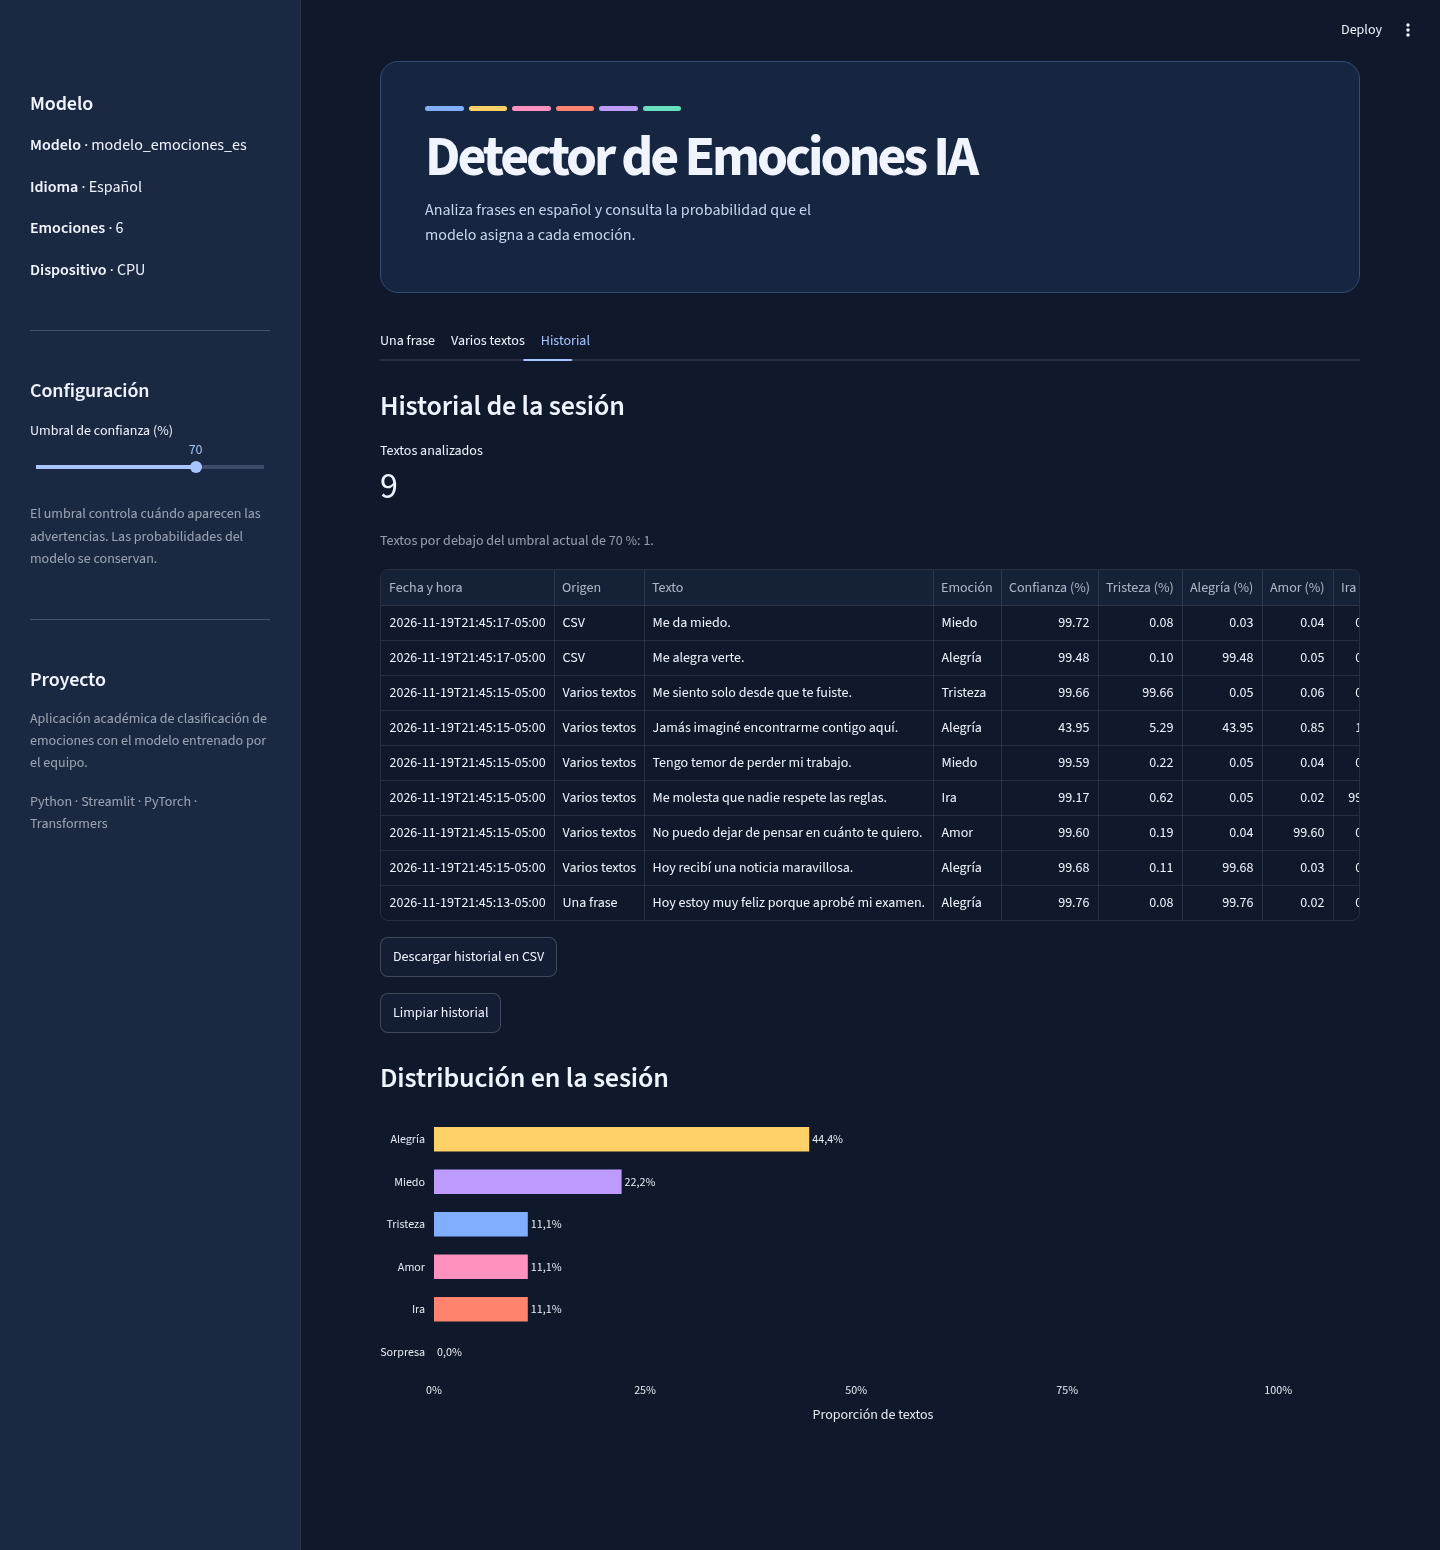 Deploy
Modelo
Modelo · modelo_emociones_es
Idioma · Español
Emociones · 6
Dispositivo · CPU
Configuración
Umbral de confianza (%)
70
El umbral controla cuándo aparecen las
advertencias. Las probabilidades del
modelo se conservan.
Proyecto
Aplicación académica de clasificación de
emociones con el modelo entrenado por
el equipo.
Python · Streamlit · PyTorch ·
Transformers
Detector de Emociones IA
Analiza frases en español y consulta la probabilidad que el
modelo asigna a cada emoción.
Una frase Varios textos Historial
Historial de la sesión
Textos analizados
9
Textos por debajo del umbral actual de 70 %: 1.
Fecha y hora Origen Texto Emoción Confianza (%) Tristeza (%) Alegría (%) Amor (%) Ira
2026-11-19T21:45:17-05:00 CSV Me da miedo. Miedo 99.72 0.08 0.03 0.04
2026-11-19T21:45:17-05:00 CSV Me alegra verte. Alegría 99.48 0.10 99.48 0.05
2026-11-19T21:45:15-05:00 Varios textos Me siento solo desde que te fuiste. Tristeza 99.66 99.66 0.05 0.06
2026-11-19T21:45:15-05:00 Varios textos Jamás imaginé encontrarme contigo aquí. Alegría 43.95 5.29 43.95 0.85
2026-11-19T21:45:15-05:00 Varios textos Tengo temor de perder mi trabajo. Miedo 99.59 0.22 0.05 0.04
2026-11-19T21:45:15-05:00 Varios textos Me molesta que nadie respete las reglas. Ira 99.17 0.62 0.05 0.02
2026-11-19T21:45:15-05:00 Varios textos No puedo dejar de pensar en cuánto te quiero. Amor 99.60 0.19 0.04 99.60
2026-11-19T21:45:15-05:00 Varios textos Hoy recibí una noticia maravillosa. Alegría 99.68 0.11 99.68 0.03
2026-11-19T21:45:13-05:00 Una frase Hoy estoy muy feliz porque aprobé mi examen. Alegría 99.76 0.08 99.76 0.02
Descargar historial en CSV
Limpiar historial
Distribución en la sesión
Alegría 44,4%
Miedo 22,2%
Tristeza 11,1%
Amor 11,1%
Ira 11,1%
Sorpresa 0,0%
0% 25% 50% 75% 100%
Proporción de textos